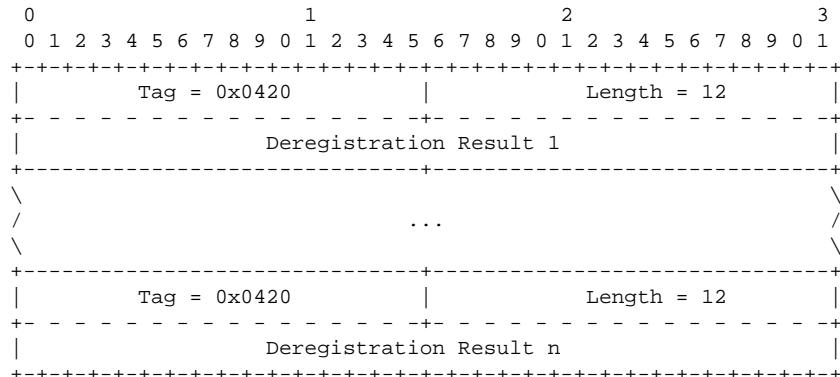 0                   1                   2                   3
 0 1 2 3 4 5 6 7 8 9 0 1 2 3 4 5 6 7 8 9 0 1 2 3 4 5 6 7 8 9 0 1
+-+-+-+-+-+-+-+-+-+-+-+-+-+-+-+-+-+-+-+-+-+-+-+-+-+-+-+-+-+-+-+-+
|         Tag = 0x0420          |            Length = 12        |
+- - - - - - - - - - - - - - - -+- - - - - - - - - - - - - - - -+
|                   Deregistration Result 1                     |
+-------------------------------+-------------------------------+
\                                                               \
/                              ...                              /
\                                                               \
+-------------------------------+-------------------------------+
|         Tag = 0x0420          |            Length = 12        |
+- - - - - - - - - - - - - - - -+- - - - - - - - - - - - - - - -+
|                   Deregistration Result n                     |
+-+-+-+-+-+-+-+-+-+-+-+-+-+-+-+-+-+-+-+-+-+-+-+-+-+-+-+-+-+-+-+-+